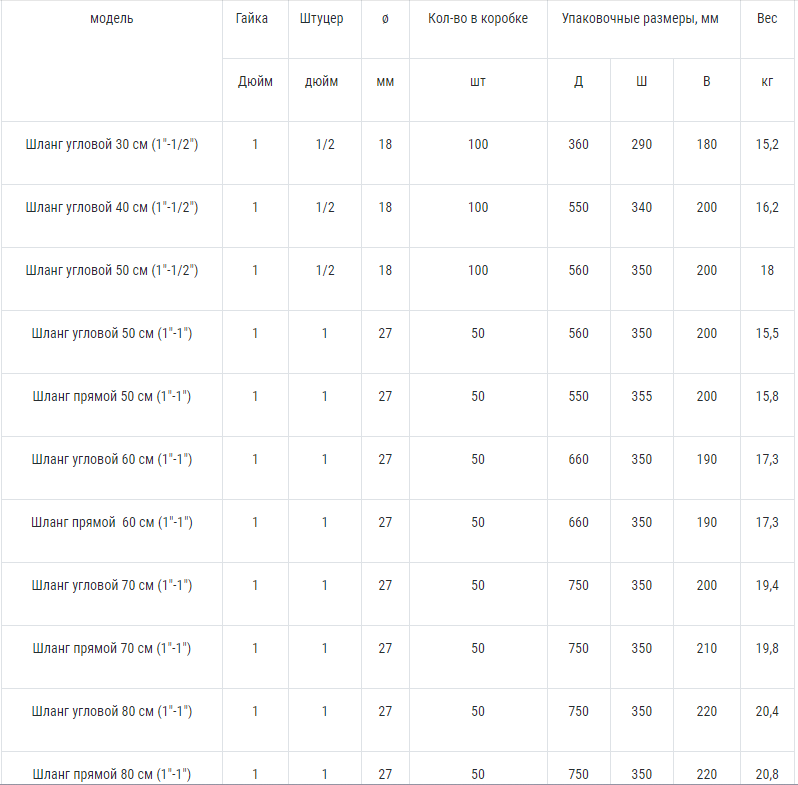 модель Гайка Штуцер ø Кол-во в коробке Упаковочные размеры, мм Вес
Дюйм дюйм мм шт Д Ш В кг
Шланг угловой 30 см (1"-1/2") 1 1/2 18 100 360 290 180 15,2
Шланг угловой 40 см (1"-1/2") 1 1/2 18 100 550 340 200 16,2
Шланг угловой 50 см (1"-1/2") 1 1/2 18 100 560 350 200 18
Шланг угловой 50 см (1"-1") 1 1 27 50 560 350 200 15,5
Шланг прямой 50 см (1"-1") 1 1 27 50 550 355 200 15,8
Шланг угловой 60 см (1"-1") 1 1 27 50 660 350 190 17,3
Шланг прямой 60 см (1"-1") 1 1 27 50 660 350 190 17,3
Шланг угловой 70 см (1"-1") 1 1 27 50 750 350 200 19,4
Шланг прямой 70 см (1"-1") 1 1 27 50 750 350 210 19,8
Шланг угловой 80 см (1"-1") 1 1 27 50 750 350 220 20,4
Шланг прямой 80 см (1"-1") 1 1 27 50 750 350 220 20,8